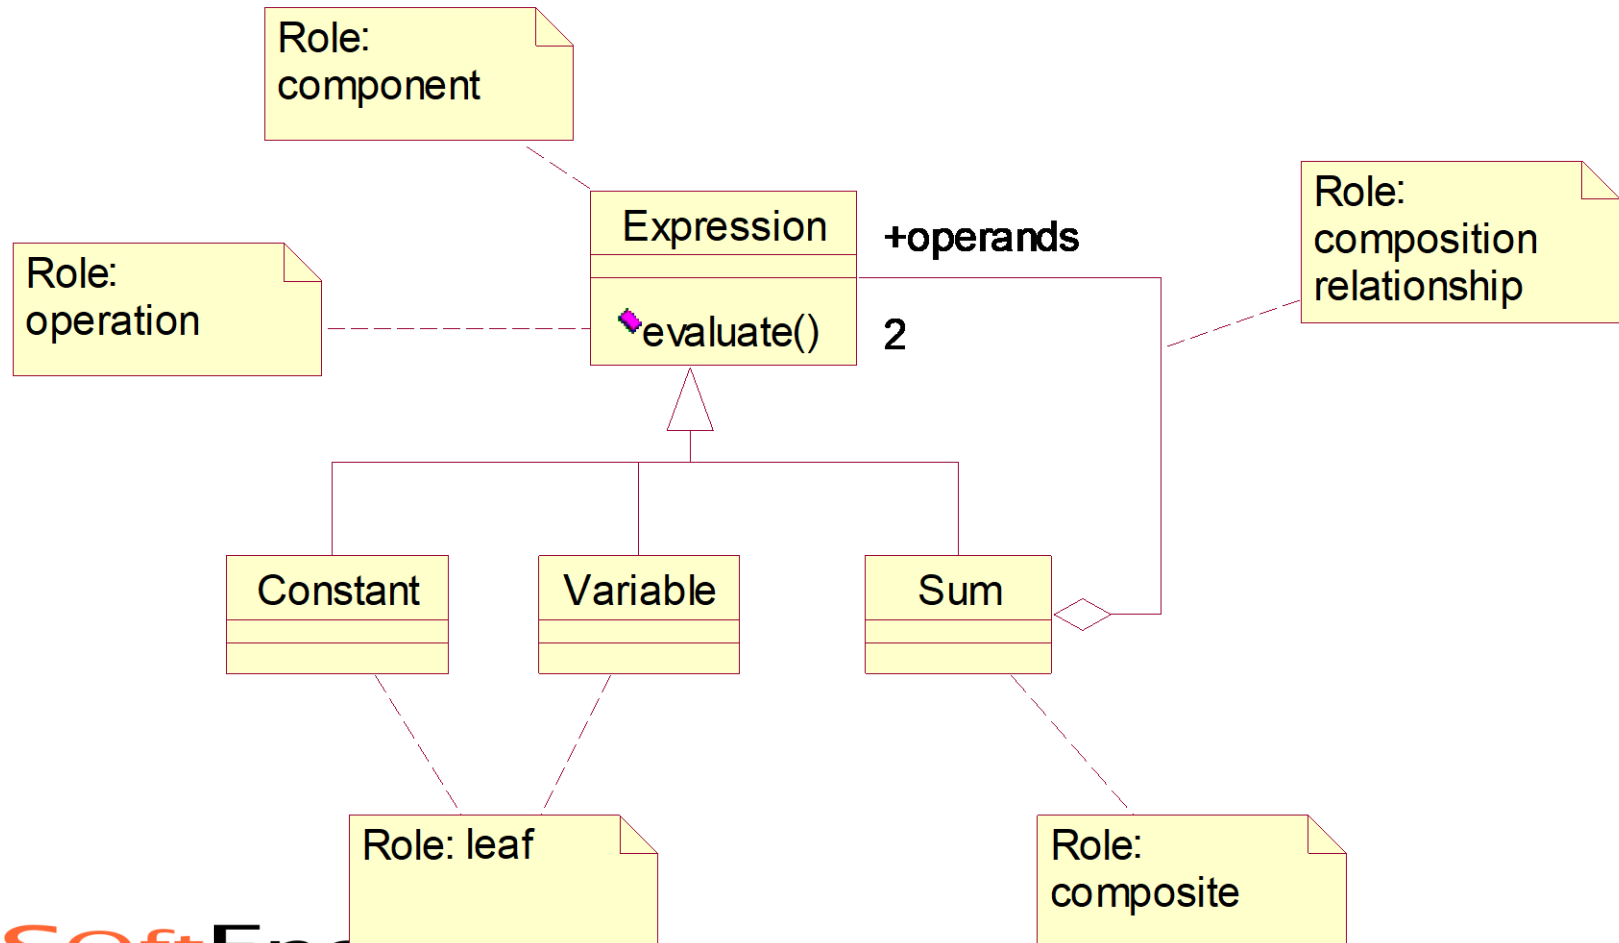 Role:
component
Expression
+operands
evaluate()
2
Role:
operation
Role:
composition
relationship
Constant
Variable
Sum
Role: leaf
Role:
composite